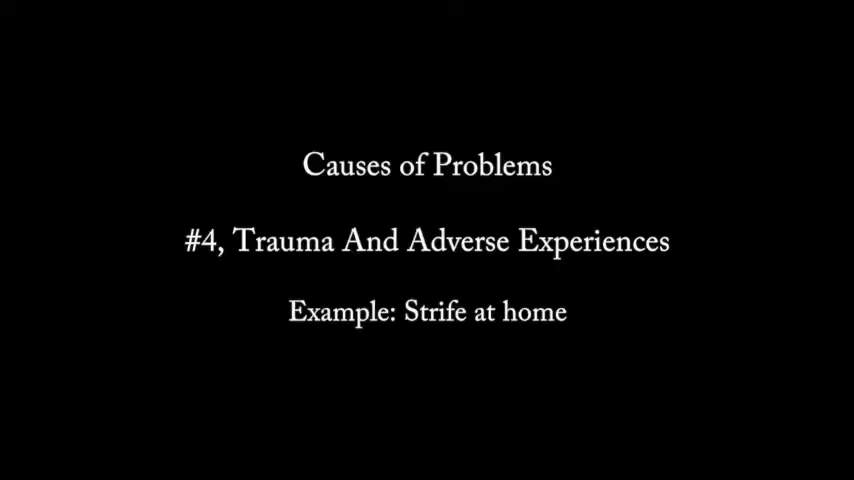 Causes of Problems
#4, Trauma And Adverse Experiences
Example: Strife at home